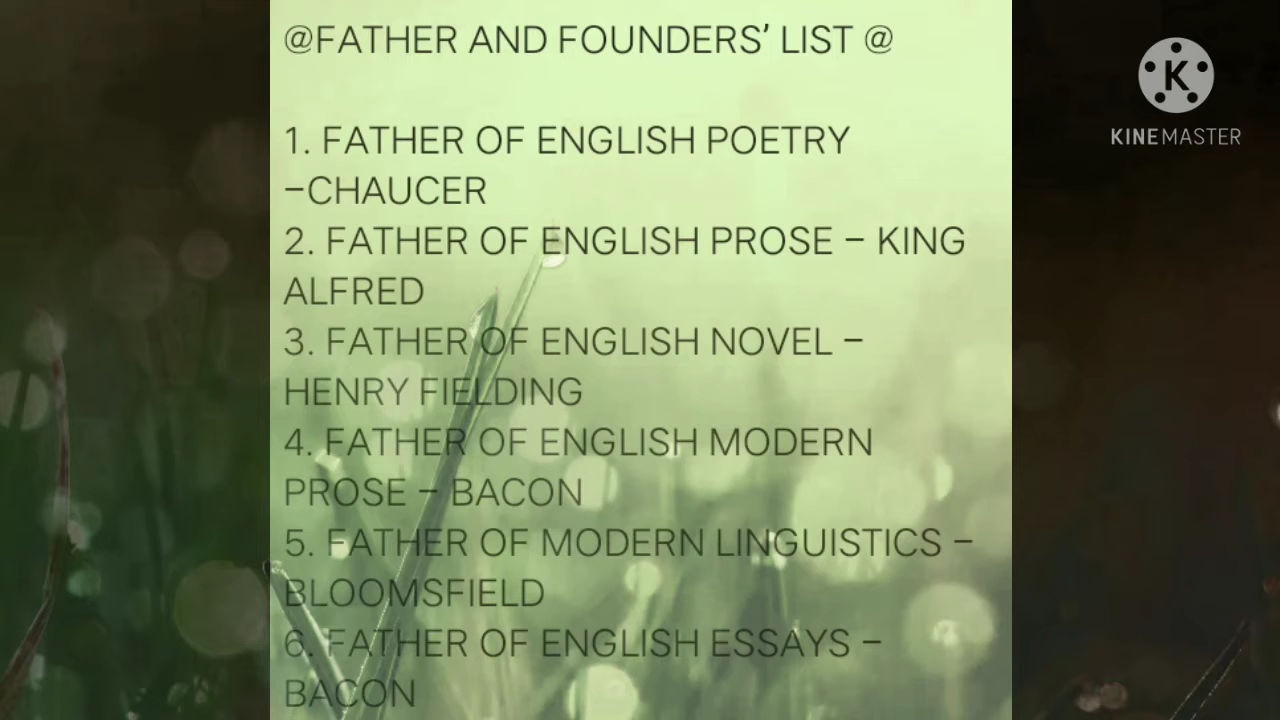 @FATHER AND FOUNDERS’ LIST @
1. FATHER OF ENGLISH POETRY
–CHAUCER
2. FATHER OF ENGLISH PROSE – KING
ALFRED
3. FATHER OF ENGLISH NOVEL –
HENRY FIELDING
4. FATHER OF ENGLISH MODERN
PROSE – BACON
5. FATHER OF MODERN LINGUISTICS –
BLOOMSFIELD
6. FATHER OF ENGLISH ESSAYS –
BACON
K
KINEMASTER